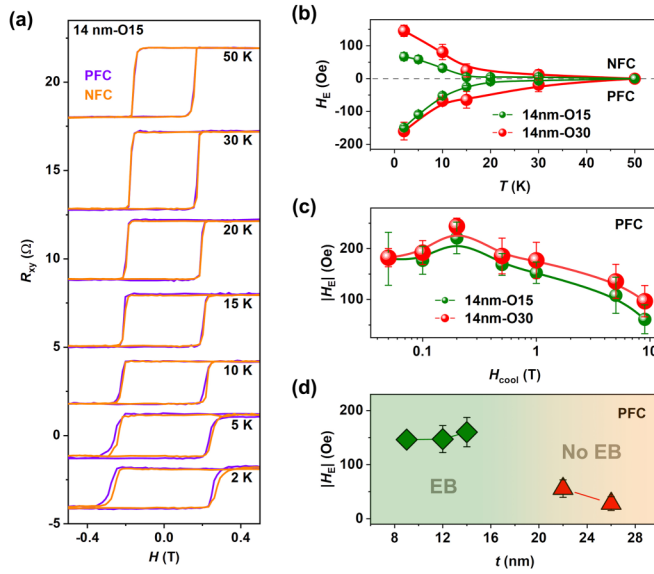 (a)
14 nm-O15
PFC
NFC
50 K
30 K
20 K
15 K
10 K
5 K
2 K
20
15
10
5
0
-5
Rxy (Ω)
-0.4
0.0
0.4
H (T)
(b)
100
0
-100
-200
HE
(Oe)
NFC
PFC
14nm-O15
14nm-O30
0
10
20
30
40
50
T (K)
(c)
PFC
200
100
|HE| (Oe)
14nm-O15
14nm-O30
0.1
1
10
Hcool (T)
(d)
PFC
200
150
100
50
0
|HE| (Oe)
EB
No EB
8
12
16
20
24
28
t (nm)